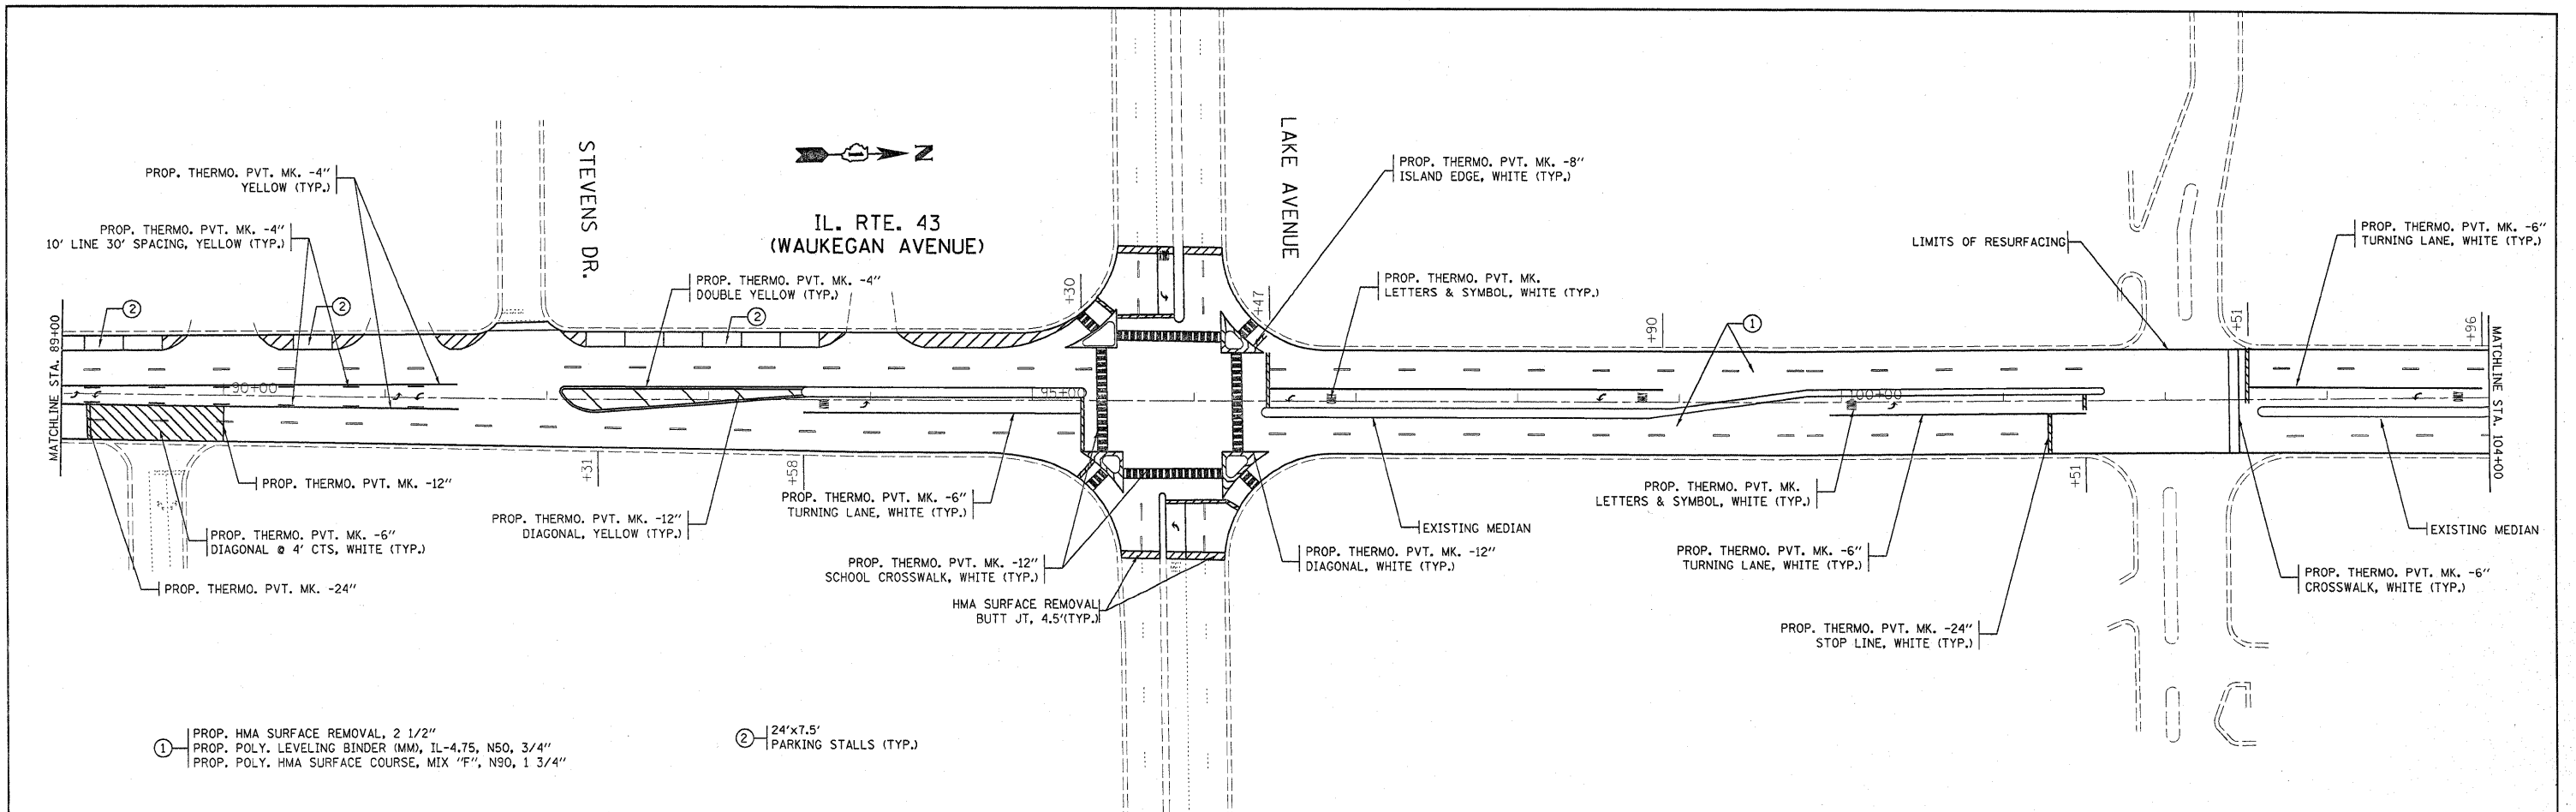 PROP. THERMO. PVT. MK. -4"
YELLOW (TYP.)
PROP. THERMO. PVT. MK. -4"
10' LINE 30' SPACING, YELLOW (TYP.)
STEVENS DR.
N
IL. RTE. 43
(WAUKEGAN AVENUE)
LAKE AVENUE
PROP. THERMO. PVT. MK. -8"
ISLAND EDGE, WHITE (TYP.)
PROP. THERMO. PVT. MK. -4"
DOUBLE YELLOW (TYP.)
PROP. THERMO. PVT. MK.
LETTERS & SYMBOL, WHITE (TYP.)
LIMITS OF RESURFACING
PROP. THERMO. PVT. MK. -6"
TURNING LANE, WHITE (TYP.)
2
2
2
+30
+47
+90
1
+51
+96
MATCHLINE STA. 89+00
90+00
95+00
100+00
MATCHLINE STA. 104+00
+31
+58
+51
PROP. THERMO. PVT. MK. -12"
PROP. THERMO. PVT. MK. -6"
DIAGONAL @ 4' CTS, WHITE (TYP.)
PROP. THERMO. PVT. MK. -24"
PROP. THERMO. PVT. MK. -12"
DIAGONAL, YELLOW (TYP.)
PROP. THERMO. PVT. MK. -6"
TURNING LANE, WHITE (TYP.)
PROP. THERMO. PVT. MK. -12"
SCHOOL CROSSWALK, WHITE (TYP.)
HMA SURFACE REMOVAL
BUTT JT, 4.5'(TYP.)
EXISTING MEDIAN
PROP. THERMO. PVT. MK. -12"
DIAGONAL, WHITE (TYP.)
PROP. THERMO. PVT. MK.
LETTERS & SYMBOL, WHITE (TYP.)
PROP. THERMO. PVT. MK. -6"
TURNING LANE, WHITE (TYP.)
PROP. THERMO. PVT. MK. -24"
STOP LINE, WHITE (TYP.)
EXISTING MEDIAN
PROP. THERMO. PVT. MK. -6"
CROSSWALK, WHITE (TYP.)
1
PROP. HMA SURFACE REMOVAL, 2 1/2"
PROP. POLY. LEVELING BINDER (MM), IL-4.75, N50, 3/4"
PROP. POLY. HMA SURFACE COURSE, MIX "F", N90, 1 3/4"
2
24'x7.5'
PARKING STALLS (TYP.)